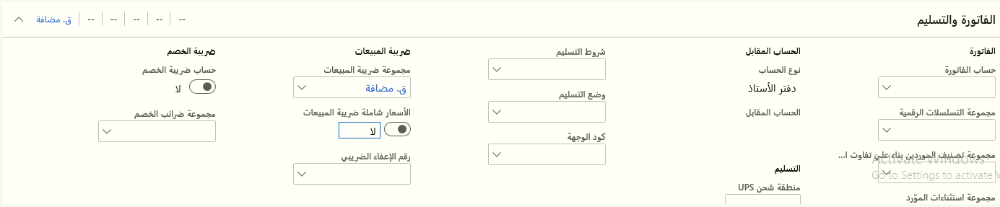 الفاتورة والتسليم
-- | -- | -- | -- | -- | ق. مضافة
الفاتورة
حساب الفاتورة
مجموعة التسلسلات الرقمية
مجموعة تصنيف الموردين بناء علي تفاوت ا...
مجموعة استثناءات المورّد
الحساب المقابل
نوع الحساب
دفتر الأستاذ
الحساب المقابل
التسليم
منطقة شحن UPS
شروط التسليم
وضع التسليم
كود الوجهة
ضريبة المبيعات
مجموعة ضريبة المبيعات
ق. مضافة
الأسعار شاملة ضريبة المبيعات
لا
رقم الإعفاء الضريبي
ضريبة الخصم
حساب ضريبة الخصم
لا
مجموعة ضرائب الخصم
Activate Windows
Go to Settings to activate W